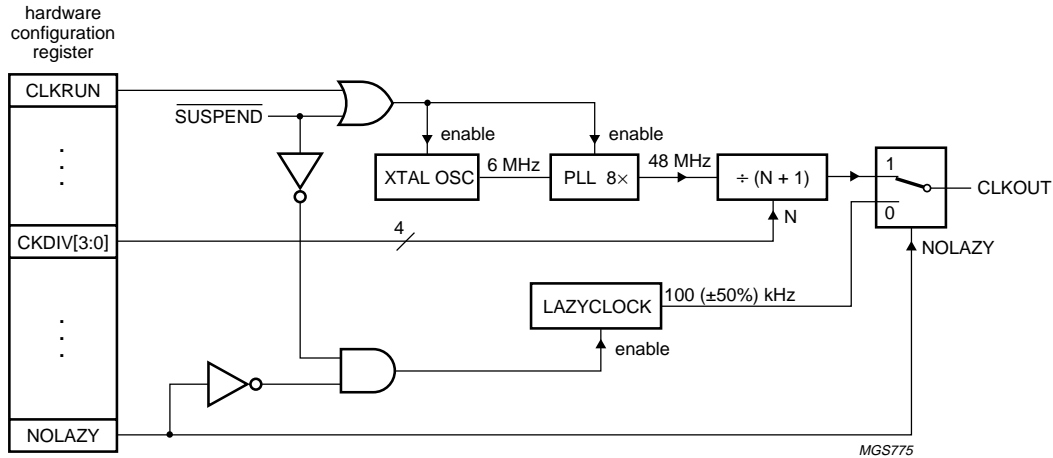 hardware
configuration
register
CLKRUN
SUSPEND
enable
enable
XTAL OSC
6 MHz
PLL 8×
48 MHz
÷ (N + 1)
1
0
CLKOUT
N
CKDIV[3:0]
4
NOLAZY
LAZYCLOCK
100 (±50%) kHz
enable
NOLAZY
MGS775